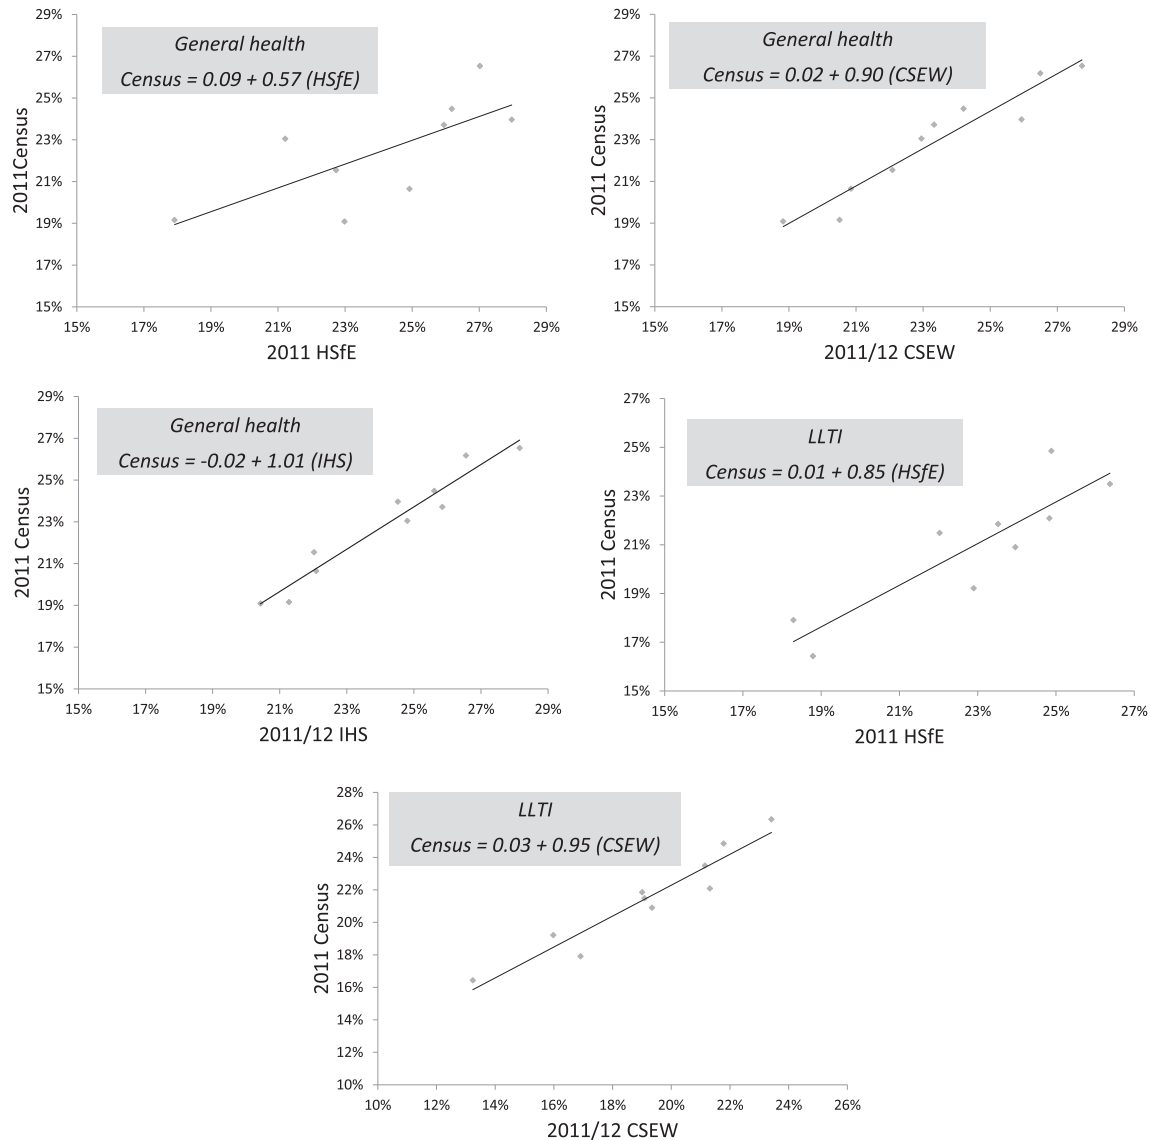 29%
27%
25%
23%
21%
19%
17%
15%
2011Census
General health
Census = 0.09 + 0.57 (HSfE)
15% 17% 19% 21% 23% 25% 27% 29%
2011 HSfE
29%
27%
25%
23%
21%
19%
17%
15%
2011 Census
General health
Census = 0.02 + 0.90 (CSEW)
15% 17% 19% 21% 23% 25% 27% 29%
2011/12 CSEW
29%
27%
25%
23%
21%
19%
17%
15%
2011 Census
General health
Census = -0.02 + 1.01 (IHS)
15% 17% 19% 21% 23% 25% 27% 29%
2011/12 IHS
27%
25%
23%
21%
19%
17%
15%
2011 Census
LLTI
Census = 0.01 + 0.85 (HSfE)
15% 17% 19% 21% 23% 25% 27%
2011 HSfE
28%
26%
24%
22%
20%
18%
16%
14%
12%
10%
2011 Census
LLTI
Census = 0.03 + 0.95 (CSEW)
10% 12% 14% 16% 18% 20% 22% 24% 26%
2011/12 CSEW